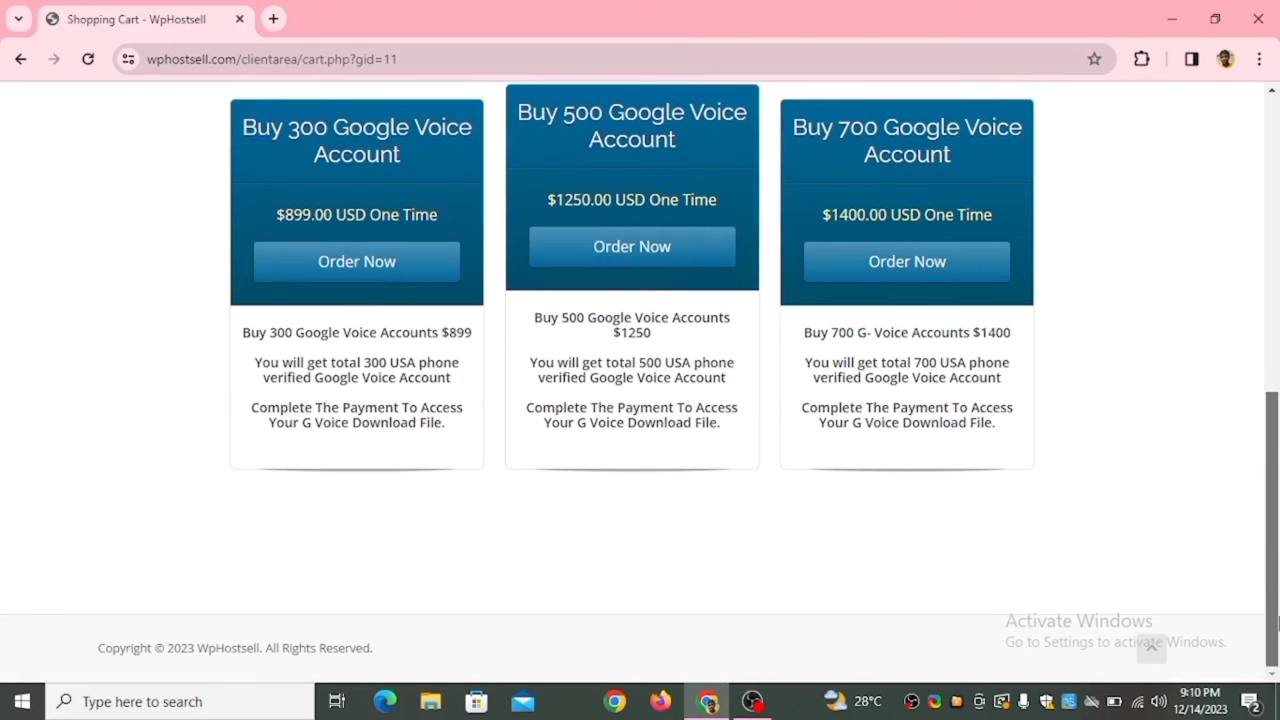 Shopping Cart - WpHostsell
wphostsell.com/clientarea/cart.php?gid=11
Buy 300 Google Voice
Account
$899.00 USD One Time
Order Now
Buy 300 Google Voice Accounts $899
You will get total 300 USA phone
verified Google Voice Account
Complete The Payment To Access
Your G Voice Download File.
Buy 500 Google Voice
Account
$1250.00 USD One Time
Order Now
Buy 500 Google Voice Accounts
$1250
You will get total 500 USA phone
verified Google Voice Account
Complete The Payment To Access
Your G Voice Download File.
Buy 700 Google Voice
Account
$1400.00 USD One Time
Order Now
Buy 700 G- Voice Accounts $1400
You will get total 700 USA phone
verified Google Voice Account
Complete The Payment To Access
Your G Voice Download File.
Activate Windows
Go to Settings to activate Windows.
Copyright © 2023 WpHostsell. All Rights Reserved.
Type here to search
28°C
9:10 PM
12/14/2023
2